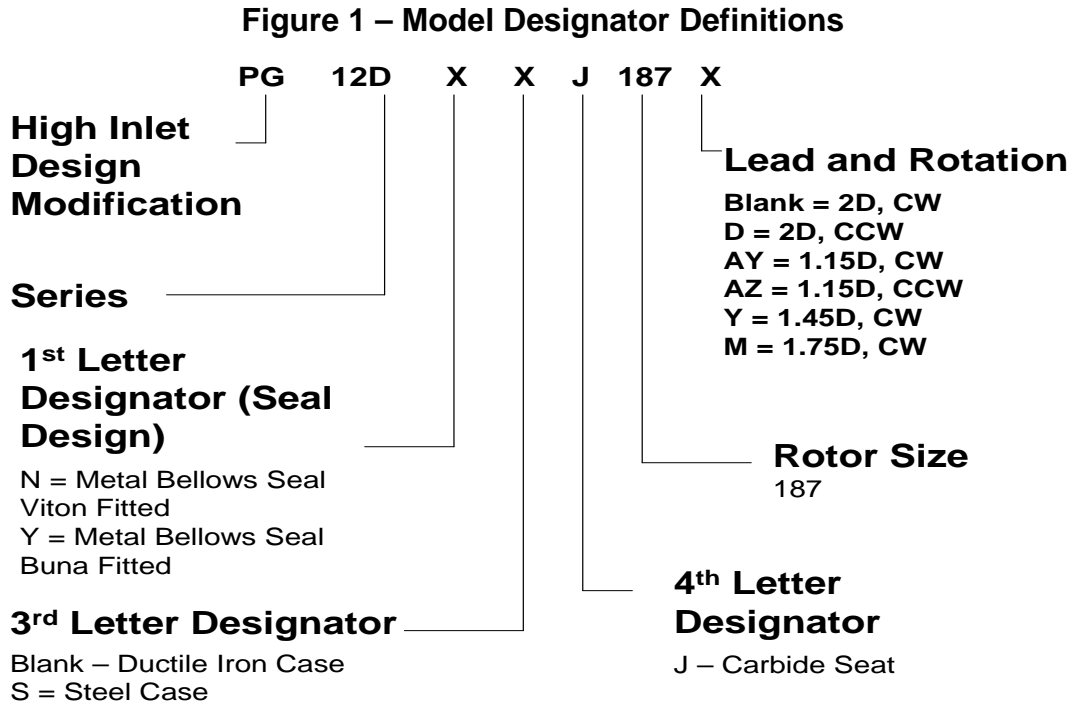 Figure 1 – Model Designator Definitions
PG 12D X X J 187 X
High Inlet
Design
Modification
Lead and Rotation
Blank = 2D, CW
D = 2D, CCW
AY = 1.15D, CW
AZ = 1.15D, CCW
Y = 1.45D, CW
M = 1.75D, CW
Series
1st Letter
Designator (Seal
Design)
N = Metal Bellows Seal
Viton Fitted
Y = Metal Bellows Seal
Buna Fitted
Rotor Size
187
3rd Letter Designator
Blank – Ductile Iron Case
S = Steel Case
4th Letter
Designator
J – Carbide Seat